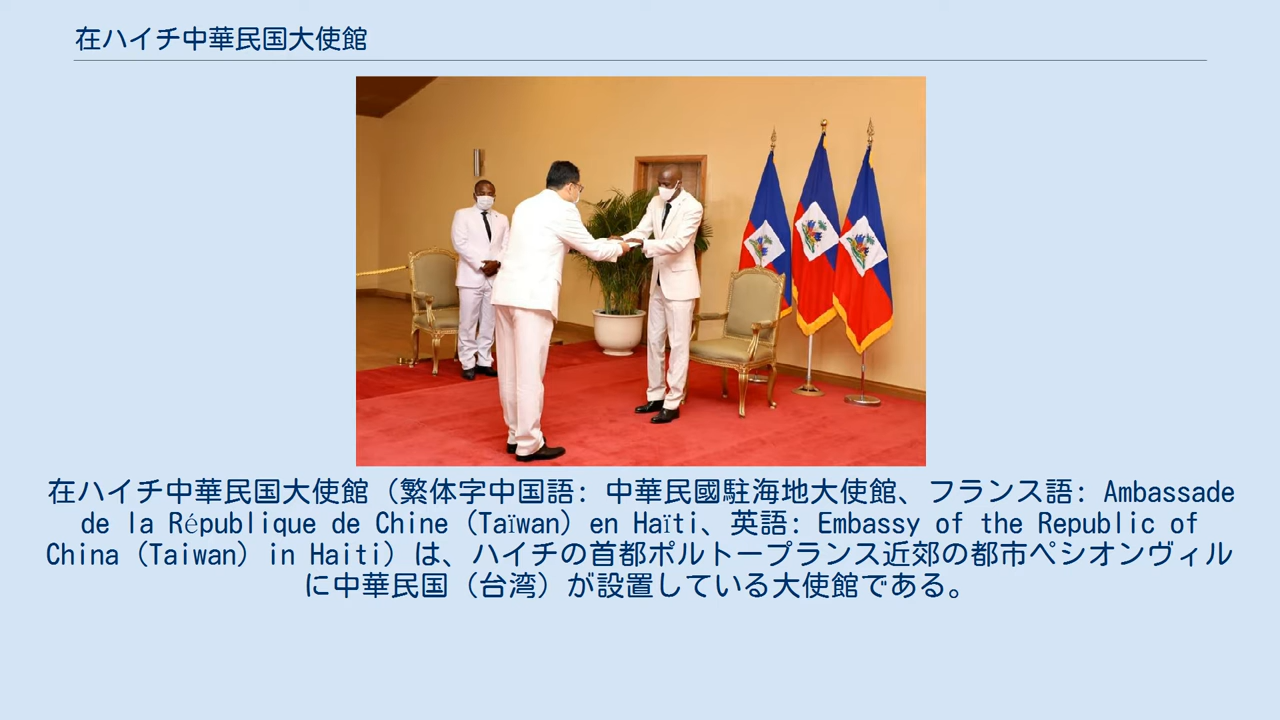 在ハイチ中華民国大使館
在ハイチ中華民国大使館（繁体字中国語: 中華民國駐海地大使館、フランス語: Ambassade
de la République de Chine（Taïwan）en Haïti、英語: Embassy of the Republic of
China（Taiwan）in Haiti）は、ハイチの首都ポルトープランス近郊の都市ペシオンヴィル
に中華民国（台湾）が設置している大使館である。